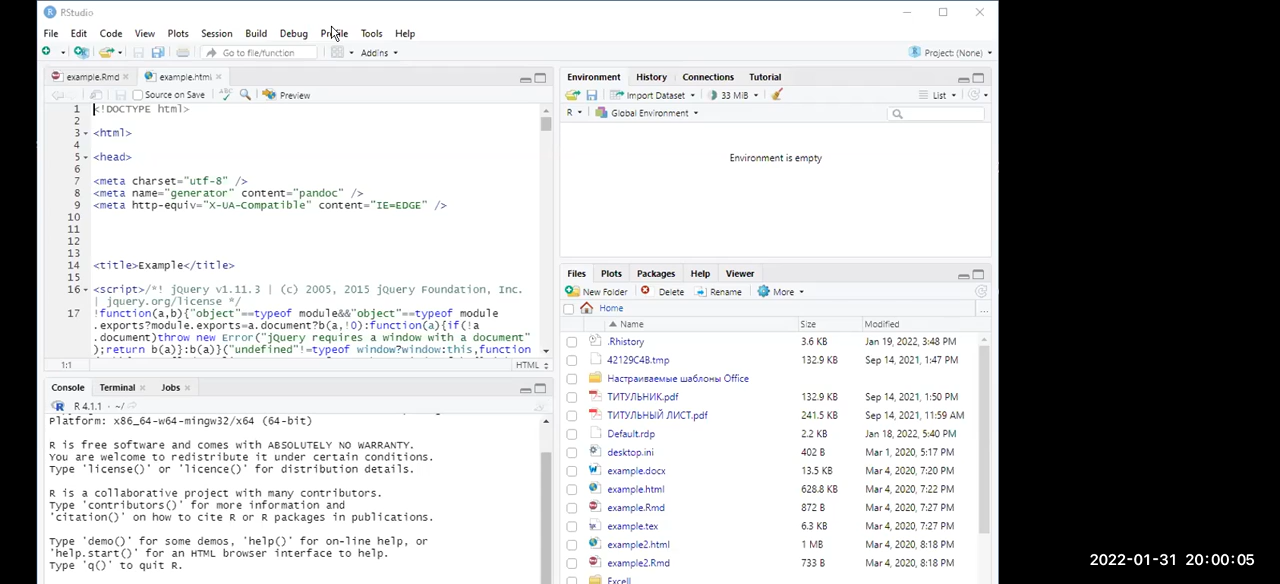 RStudio
File Edit Code View Plots Session Build Debug Profile Tools Help
Go to file/function Addins Project: (None)
example.Rmd example.html
Source on Save ABC Preview
1 <!DOCTYPE html>
2
3 <html>
4
5 <head>
6
7 <meta charset="utf-8" />
8 <meta name="generator" content="pandoc" />
9 <meta http-equiv="X-UA-Compatible" content="IE=EDGE" />
10
11
12
13
14 <title>Example</title>
15
16 <script>/*! jQuery v1.11.3 | (c) 2005, 2015 jQuery Foundation, Inc.
| jquery.org/license */
17 !function(a,b){"object"==typeof module&&"object"==typeof module
.exports?module.exports=a.document?b(a,!0):function(a){if(!a
.document)throw new Error("jQuery requires a window with a document"
);return b(a)}:b(a)}("undefined"!=typeof window?window:this,function
1:1 HTML
Console Terminal Jobs
R 4.1.1 · ~/
Platform: x86_64-w64-mingw32/x64 (64-bit)
R is free software and comes with ABSOLUTELY NO WARRANTY.
You are welcome to redistribute it under certain conditions.
Type 'license()' or 'licence()' for distribution details.
R is a collaborative project with many contributors.
Type 'contributors()' for more information and
'citation()' on how to cite R or R packages in publications.
Type 'demo()' for some demos, 'help()' for on-line help, or
'help.start()' for an HTML browser interface to help.
Type 'q()' to quit R.
Environment History Connections Tutorial
Import Dataset 33 MiB List
R Global Environment
Environment is empty
Files Plots Packages Help Viewer
New Folder Delete Rename More
Home
Name Size Modified
.Rhistory 3.6 KB Jan 19, 2022, 3:48 PM
42129C4B.tmp 132.9 KB Sep 14, 2021, 1:47 PM
Настраиваемые шаблоны Office
ТИТУЛЬНИК.pdf 132.9 KB Sep 14, 2021, 1:50 PM
ТИТУЛЬНЫЙ ЛИСТ.pdf 241.5 KB Sep 14, 2021, 11:59 AM
Default.rdp 2.2 KB Jan 18, 2022, 5:40 PM
desktop.ini 402 B Mar 1, 2020, 5:17 PM
example.docx 13.5 KB Mar 4, 2020, 7:20 PM
example.html 628.8 KB Mar 4, 2020, 7:22 PM
example.Rmd 872 B Mar 4, 2020, 7:22 PM
example.tex 6.3 KB Mar 4, 2020, 7:27 PM
example2.html 1 MB Mar 4, 2020, 8:18 PM
example2.Rmd 733 B Mar 4, 2020, 8:18 PM
Excell
2022-01-31 20:00:05